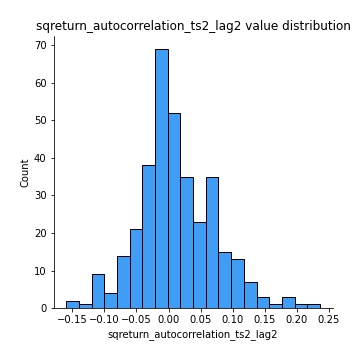 sqreturn_autocorrelation_ts2_lag2 value distribution
70
60
50
40
30
20
10
0
Count
−0.15 −0.10 −0.05 0.00 0.05 0.10 0.15 0.20 0.25
sqreturn_autocorrelation_ts2_lag2